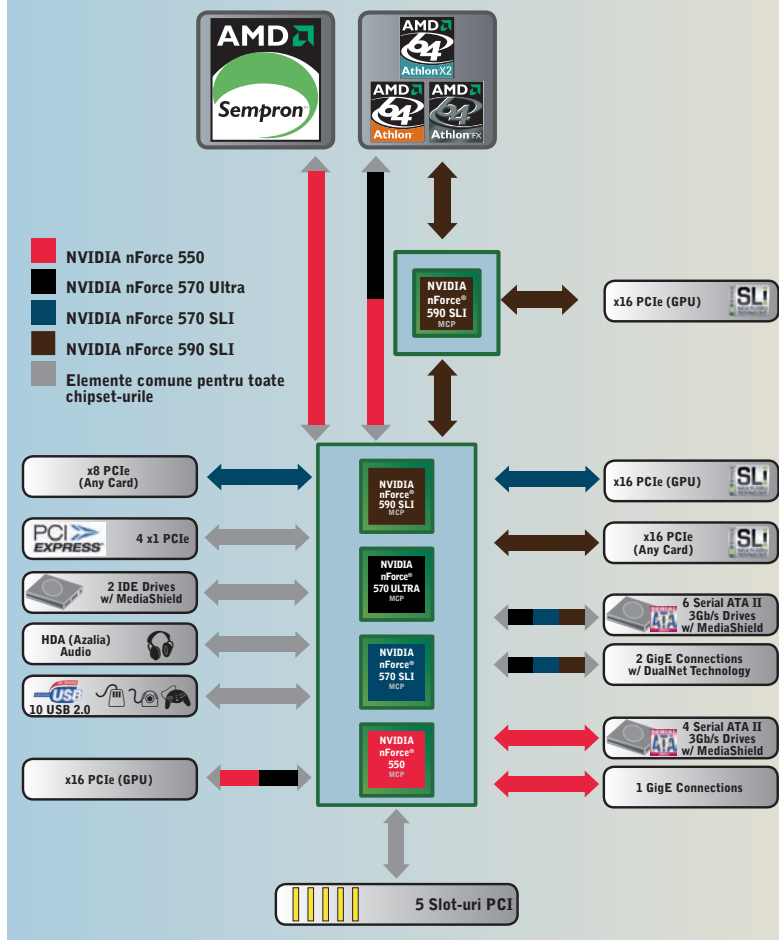 AMD
Sempron™
AMD
64
Athlon X2
AMD
64
Athlon™
AMD
64
Athlon FX
NVIDIA nForce 550
NVIDIA nForce 570 Ultra
NVIDIA nForce 570 SLI
NVIDIA nForce 590 SLI
Elemente comune pentru toate
chipset-urile
NVIDIA
nForce®
590 SLI
MCP
x16 PCIe (GPU)
SLI
x8 PCIe
(Any Card)
PCI
EXPRESS®
4 x1 PCIe
2 IDE Drives
w/ MediaShield
HDA (Azalia)
Audio
USB
10 USB 2.0
x16 PCIe (GPU)
NVIDIA
nForce®
590 SLI
MCP
NVIDIA
nForce®
570 ULTRA
MCP
NVIDIA
nForce®
570 SLI
MCP
NVIDIA
nForce®
550
MCP
x16 PCIe (GPU)
SLI
x16 PCIe
(Any Card)
SLI
SERIAL
ATA
6 Serial ATA II
3Gb/s Drives
w/ MediaShield
2 GigE Connections
w/ DualNet Technology
SERIAL
ATA
4 Serial ATA II
3Gb/s Drives
w/ MediaShield
1 GigE Connections
5 Slot-uri PCI